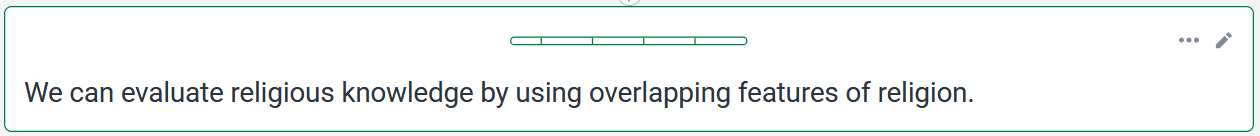 We can evaluate religious knowledge by using overlapping features of religion.